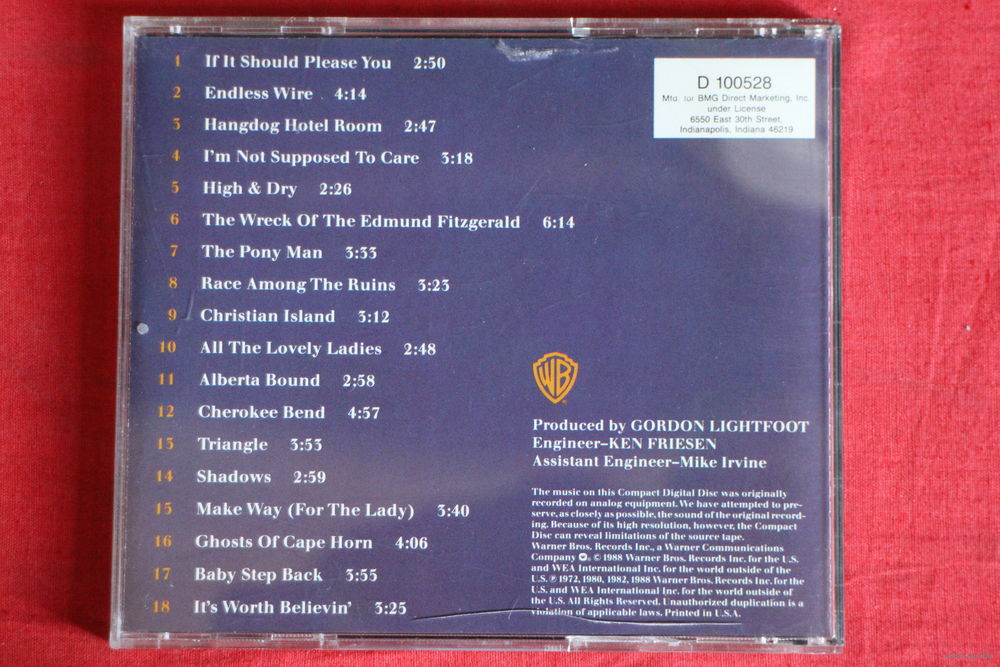 1 If It Should Please You 2:50
2 Endless Wire 4:14
3 Hangdog Hotel Room 2:47
4 I'm Not Supposed To Care 3:18
5 High & Dry 2:26
6 The Wreck Of The Edmund Fitzgerald 6:14
7 The Pony Man 3:33
8 Race Among The Ruins 3:23
9 Christian Island 3:12
10 All The Lovely Ladies 2:48
11 Alberta Bound 2:58
12 Cherokee Bend 4:57
13 Triangle 3:53
14 Shadows 2:59
15 Make Way (For The Lady) 3:40
16 Ghosts Of Cape Horn 4:06
17 Baby Step Back 3:55
18 It's Worth Believin' 3:25
D 100528
Mfg. for BMG Direct Marketing, Inc.
under License
6550 East 30th Street,
Indianapolis, Indiana 46219
WB
Produced by GORDON LIGHTFOOT
Engineer–KEN FRIESEN
Assistant Engineer–Mike Irvine
The music on this Compact Digital Disc was originally
recorded on analog equipment. We have attempted to pre-
serve, as closely as possible, the sound of the original record-
ing. Because of its high resolution, however, the Compact
Disc can reveal limitations of the source tape.
Warner Bros. Records Inc., a Warner Communications
Company © 1988 Warner Bros. Records Inc. for the U.S.
and WEA International Inc. for the world outside of the
U.S. ℗ 1972, 1980, 1982, 1988 Warner Bros. Records Inc. for the
U.S. and WEA International Inc. for the world outside of
the U.S. All Rights Reserved. Unauthorized duplication is a
violation of applicable laws. Printed in U.S.A.